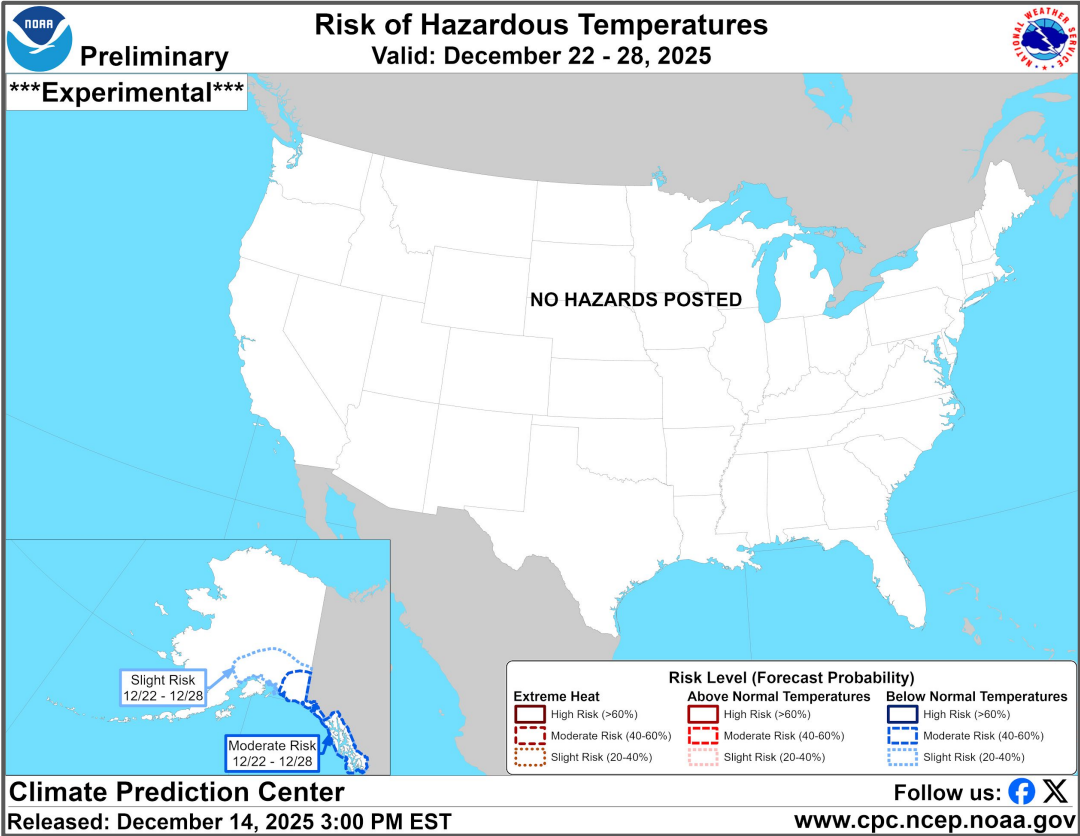 NOAA
Preliminary
Risk of Hazardous Temperatures
Valid: December 22 - 28, 2025
NATIONAL WEATHER SERVICE
***Experimental***
NO HAZARDS POSTED
Slight Risk
12/22 - 12/28
Moderate Risk
12/22 - 12/28
Risk Level (Forecast Probability)
Extreme Heat
High Risk (>60%)
Moderate Risk (40-60%)
Slight Risk (20-40%)
Above Normal Temperatures
High Risk (>60%)
Moderate Risk (40-60%)
Slight Risk (20-40%)
Below Normal Temperatures
High Risk (>60%)
Moderate Risk (40-60%)
Slight Risk (20-40%)
Climate Prediction Center
Released: December 14, 2025 3:00 PM EST
Follow us:
www.cpc.ncep.noaa.gov